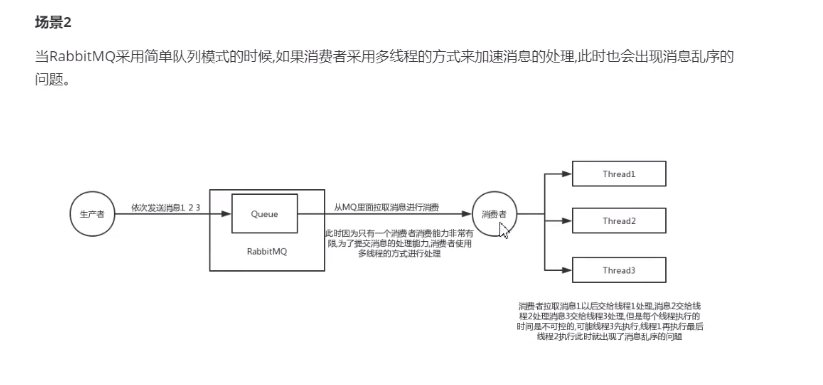 场景2
当RabbitMQ采用简单队列模式的时候,如果消费者采用多线程的方式来加速消息的处理,此时也会出现消息乱序的
问题。
生产者
依次发送消息1 2 3
Queue
RabbitMQ
从MQ里面拉取消息进行消费
此时因为只有一个消费者消费能力非常有
限,为了提交消息的处理能力,消费者使用
多线程的方式进行处理
消费者
Thread1
Thread2
Thread3
消费者拉取消息1以后交给线程1处理,消息2交给线
程2处理消息3交给线程3处理,但是每个线程执行的
时间是不可控的,可能线程3先执行,线程1再执行最后
线程2执行此时就出现了消息乱序的问题